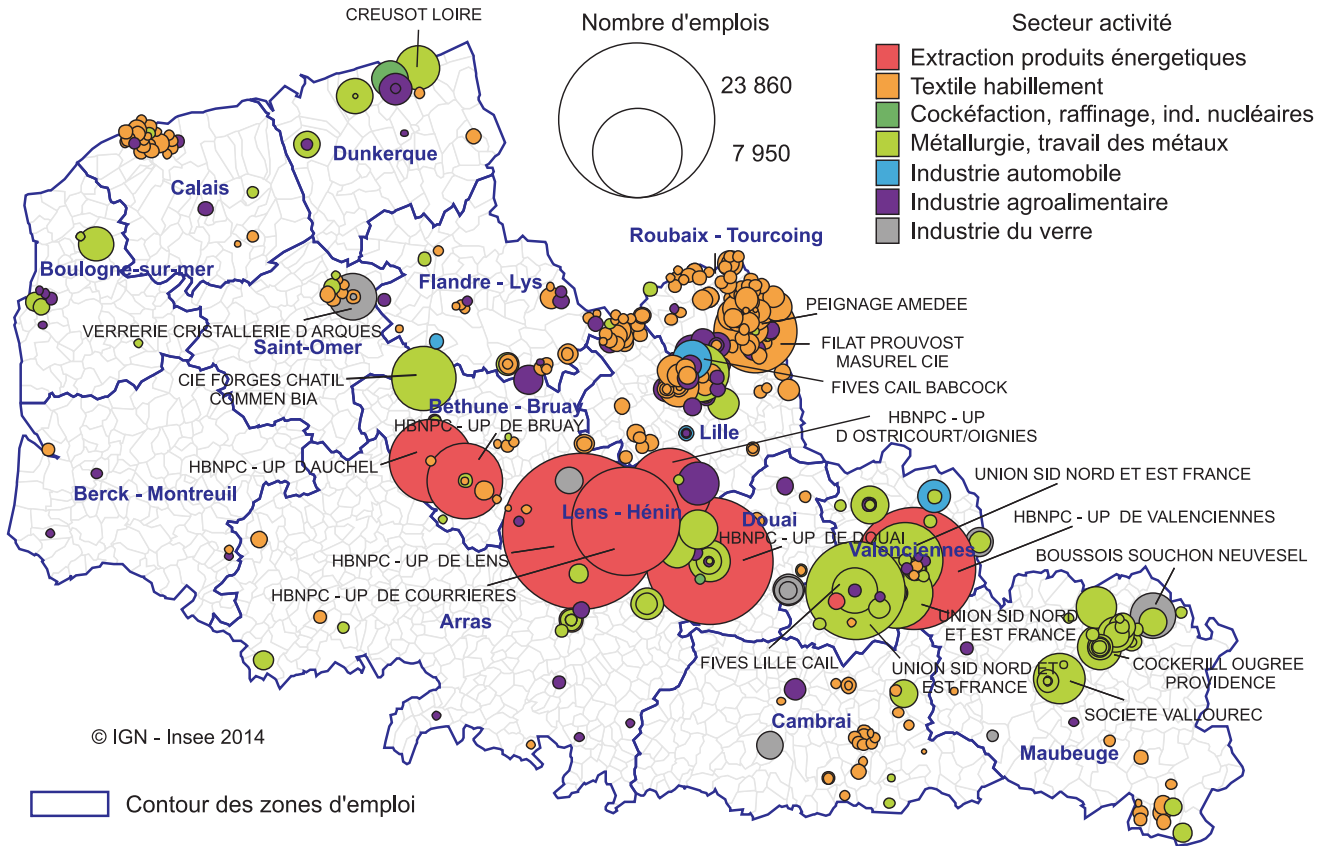 CREUSOT LOIRE
Nombre d'emplois
23 860
7 950
Secteur activité
Extraction produits énergetiques
Textile habillement
Cockéfaction, raffinage, ind. nucléaires
Métallurgie, travail des métaux
Industrie automobile
Industrie agroalimentaire
Industrie du verre
Dunkerque
Calais
Roubaix - Tourcoing
Boulogne-sur-mer
Flandre - Lys
PEIGNAGE AMEDEE
VERRERIE CRISTALLERIE D ARQUES
Saint-Omer
FILAT PROUVOST
MASUREL CIE
CIE FORGES CHATIL
COMMEN BIA
FIVES CAIL BABCOCK
Béthune - Bruay
HBNPC - UP DE BRUAY
HBNPC - UP
D OSTRICOURT/OIGNIES
Lille
HBNPC - UP D AUCHEL
UNION SID NORD ET EST FRANCE
Berck - Montreuil
Lens - Hénin
Douai
HBNPC - UP DE VALENCIENNES
HBNPC - UP DE DOUAI
Valenciennes
BOUSSOIS SOUCHON NEUVESEL
HBNPC - UP DE LENS
HBNPC - UP DE COURRIERES
Arras
UNION SID NORD
ET EST FRANCE
FIVES LILLE CAIL
UNION SID NORD ET
EST FRANCE
COCKERILL OUGREE
PROVIDENCE
SOCIETE VALLOUREC
Cambrai
Maubeuge
© IGN - Insee 2014
Contour des zones d'emploi